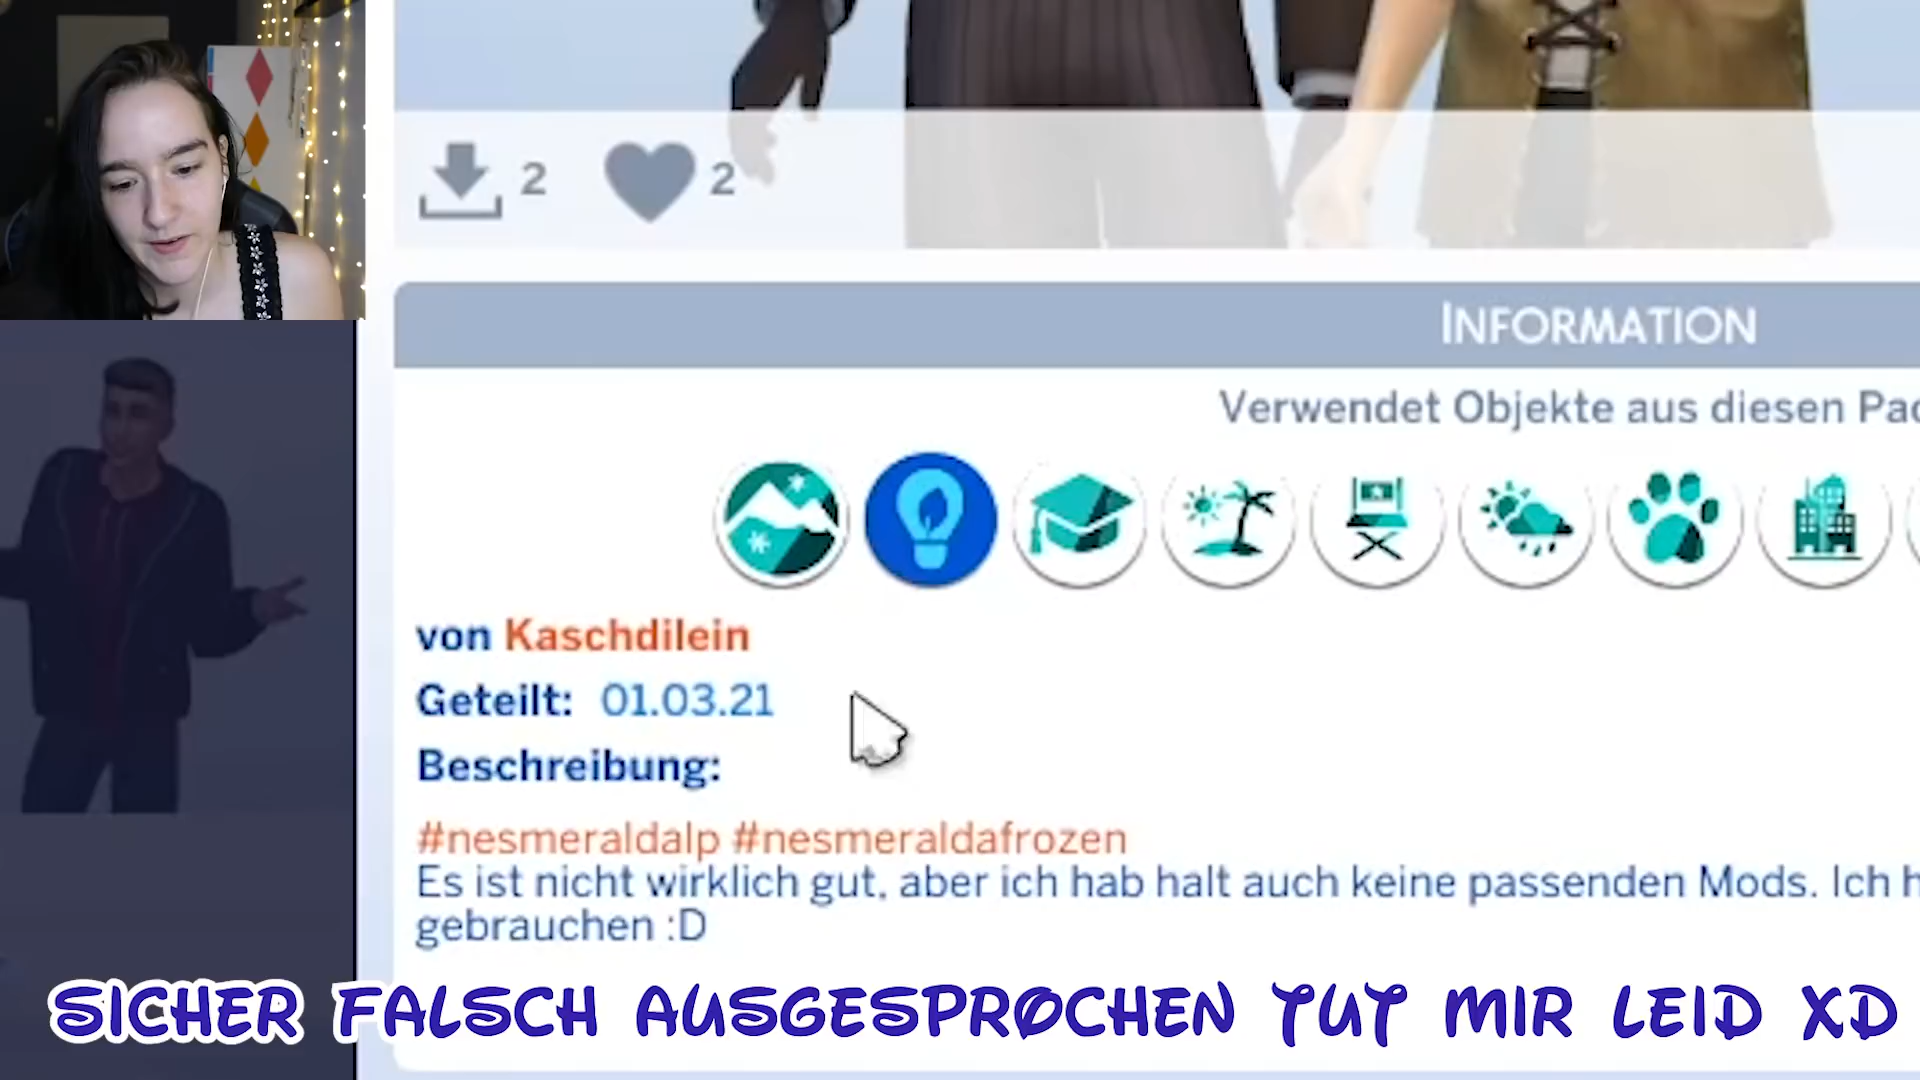 2 2
INFORMATION
Verwendet Objekte aus diesen
von Kaschdilein
Geteilt: 01.03.21
Beschreibung:
#nesmeraldalp #nesmeraldafrozen
Es ist nicht wirklich gut, aber ich hab halt auch keine passenden Mods. Ich
gebrauchen :D
SICHER FALSCH AUSGESPROCHEN TUT MIR LEID XD